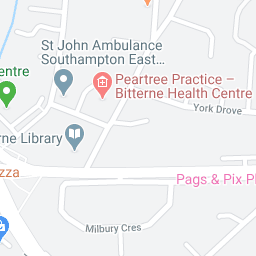 St John Ambulance
Southampton East...
entre
Peartree Practice –
Bitterne Health Centre
York Drove
rne Library
zza
Pags & Pix Pl
Milbury Cres